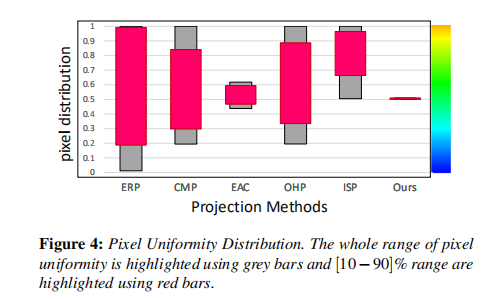 1
0.9
0.8
0.7
0.6
0.5
0.4
0.3
0.2
0.1
0
pixel distribution
ERP CMP EAC OHP ISP Ours
Projection Methods
Figure 4: Pixel Uniformity Distribution. The whole range of pixel
uniformity is highlighted using grey bars and [10−90]% range are
highlighted using red bars.